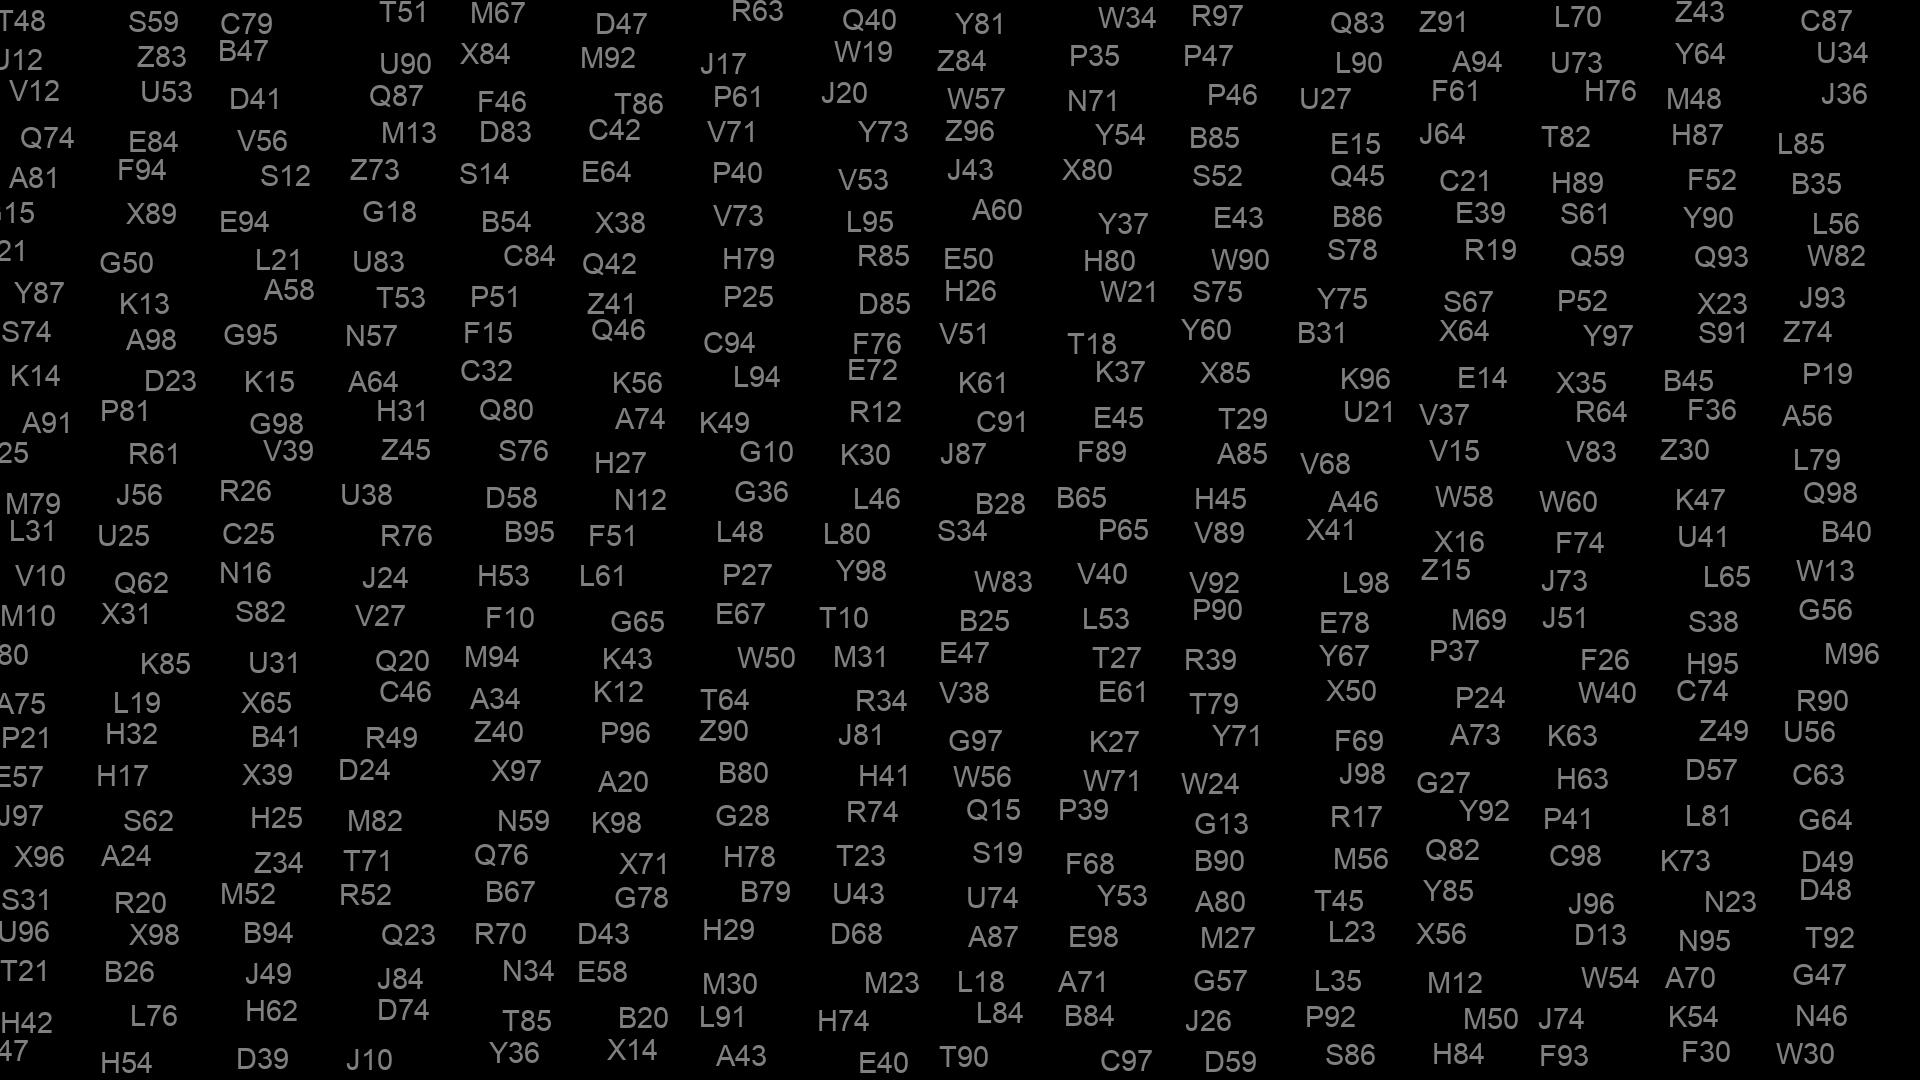 T48 S59 C79 T51 M67 D47 R63 Q40 Y81 W34 R97 Q83 Z91 L70 Z43 C87
U12 Z83 B47 U90 X84 M92 J17 W19 Z84 P35 P47 L90 A94 U73 Y64 U34
V12 U53 D41 Q87 F46 T86 P61 J20 W57 N71 P46 U27 F61 H76 M48 J36
Q74 E84 V56 M13 D83 C42 V71 Y73 Z96 Y54 B85 E15 J64 T82 H87 L85
A81 F94 S12 Z73 S14 E64 P40 V53 J43 X80 S52 Q45 C21 H89 F52 B35
15 X89 E94 G18 B54 X38 V73 L95 A60 Y37 E43 B86 E39 S61 Y90 L56
21 G50 L21 U83 C84 Q42 H79 R85 E50 H80 W90 S78 R19 Q59 Q93 W82
Y87 K13 A58 T53 P51 Z41 P25 D85 H26 W21 S75 Y75 S67 P52 X23 J93
S74 A98 G95 N57 F15 Q46 C94 F76 V51 T18 Y60 B31 X64 Y97 S91 Z74
K14 D23 K15 A64 C32 K56 L94 E72 K61 K37 X85 K96 E14 X35 B45 P19
A91 P81 G98 H31 Q80 A74 K49 R12 C91 E45 T29 U21 V37 R64 F36 A56
25 R61 V39 Z45 S76 H27 G10 K30 J87 F89 A85 V68 V15 V83 Z30 L79
M79 J56 R26 U38 D58 N12 G36 L46 B28 B65 H45 A46 W58 W60 K47 Q98
L31 U25 C25 R76 B95 F51 L48 L80 S34 P65 V89 X41 X16 F74 U41 B40
V10 Q62 N16 J24 H53 L61 P27 Y98 W83 V40 V92 L98 Z15 J73 L65 W13
M10 X31 S82 V27 F10 G65 E67 T10 B25 L53 P90 E78 M69 J51 S38 G56
80 K85 U31 Q20 M94 K43 W50 M31 E47 T27 R39 Y67 P37 F26 H95 M96
A75 L19 X65 C46 A34 K12 T64 R34 V38 E61 T79 X50 P24 W40 C74 R90
P21 H32 B41 R49 Z40 P96 Z90 J81 G97 K27 Y71 F69 A73 K63 Z49 U56
E57 H17 X39 D24 X97 A20 B80 H41 W56 W71 W24 J98 G27 H63 D57 C63
J97 S62 H25 M82 N59 K98 G28 R74 Q15 P39 G13 R17 Y92 P41 L81 G64
X96 A24 Z34 T71 Q76 X71 H78 T23 S19 F68 B90 M56 Q82 C98 K73 D49
S31 R20 M52 R52 B67 G78 B79 U43 U74 Y53 A80 T45 Y85 J96 N23 D48
U96 X98 B94 Q23 R70 D43 H29 D68 A87 E98 M27 L23 X56 D13 N95 T92
T21 B26 J49 J84 N34 E58 M30 M23 L18 A71 G57 L35 M12 W54 A70 G47
H42 L76 H62 D74 T85 B20 L91 H74 L84 B84 J26 P92 M50 J74 K54 N46
47 H54 D39 J10 Y36 X14 A43 E40 T90 C97 D59 S86 H84 F93 F30 W30